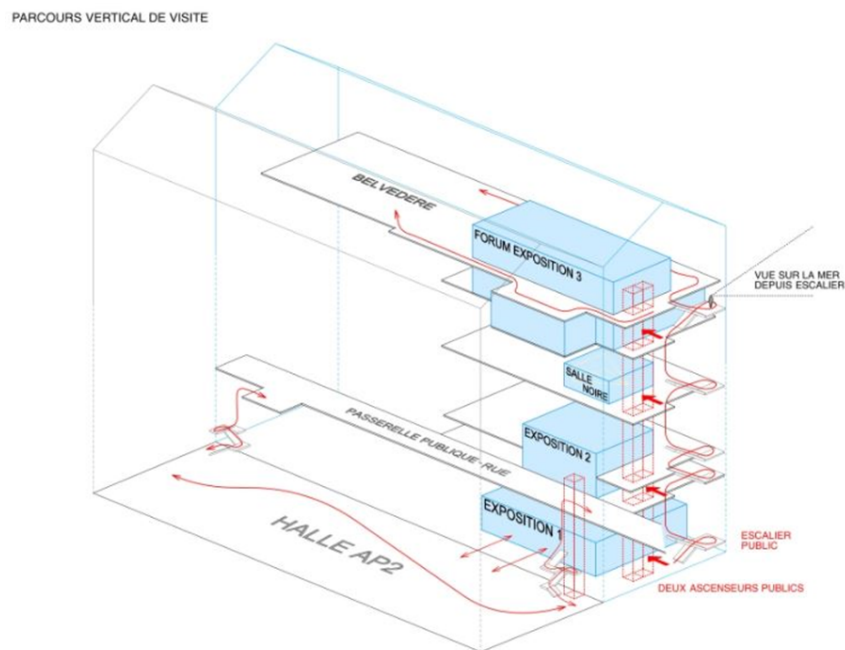 PARCOURS VERTICAL DE VISITE
BELVEDERE
FORUM EXPOSITION 3
VUE SUR LA MER
DEPUIS ESCALIER
SALLE
NOIRE
PASSERELLE PUBLIQUE-RUE
EXPOSITION 2
EXPOSITION 1
HALLE AP2
ESCALIER
PUBLIC
DEUX ASCENSEURS PUBLICS